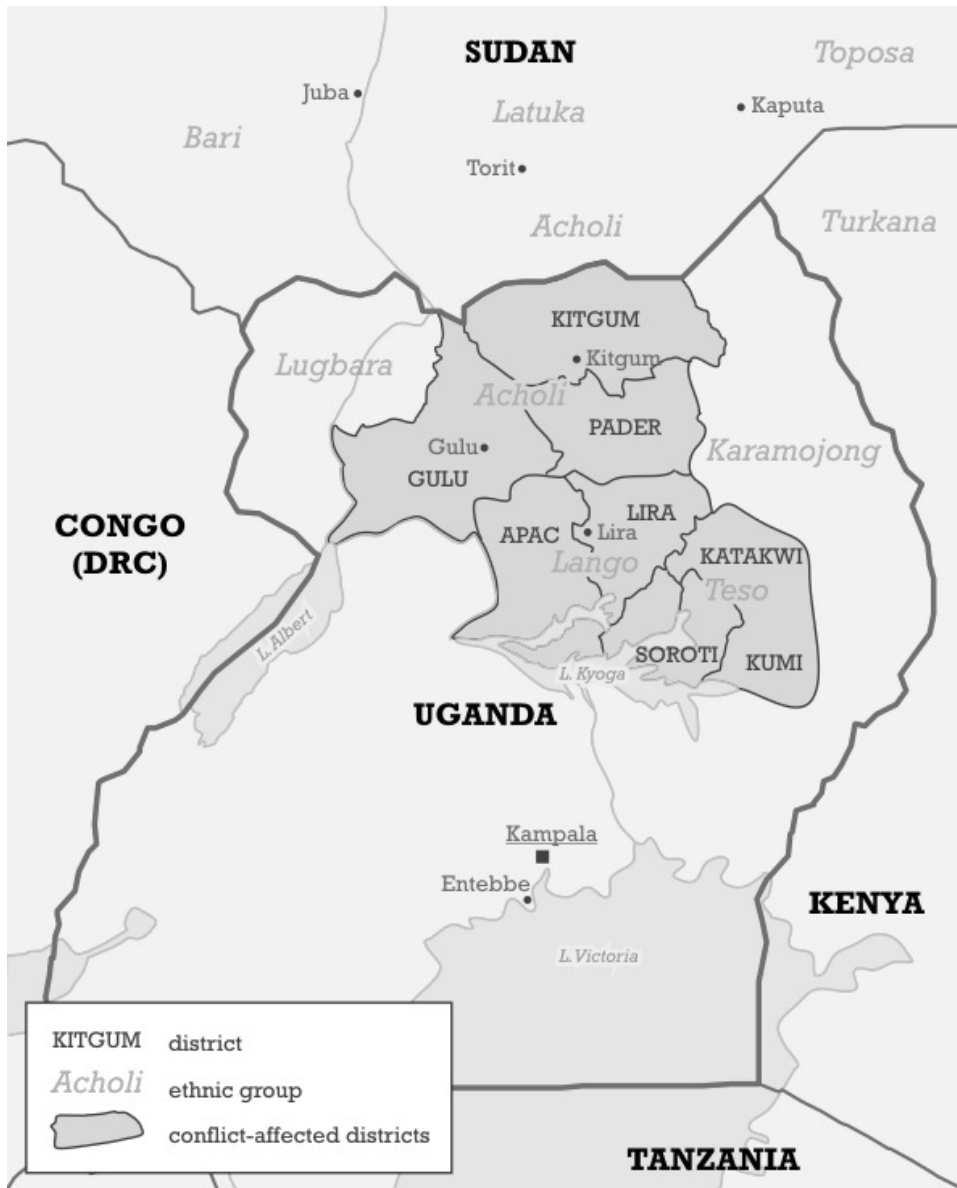 SUDAN
Toposa
Juba
Latuka
Kaputa
Bari
Torit
Acholi
Turkana
KITGUM
Kitgum
Lugbara
Acholi
PADER
Karamojong
Gulu
GULU
CONGO
(DRC)
APAC
LIRA
Lira
Lango
KATAKWI
Teso
L. Albert
SOROTI
KUMI
L. Kyoga
UGANDA
Kampala
Entebbe
KENYA
L. Victoria
KITGUM district
Acholi ethnic group
conflict-affected districts
TANZANIA